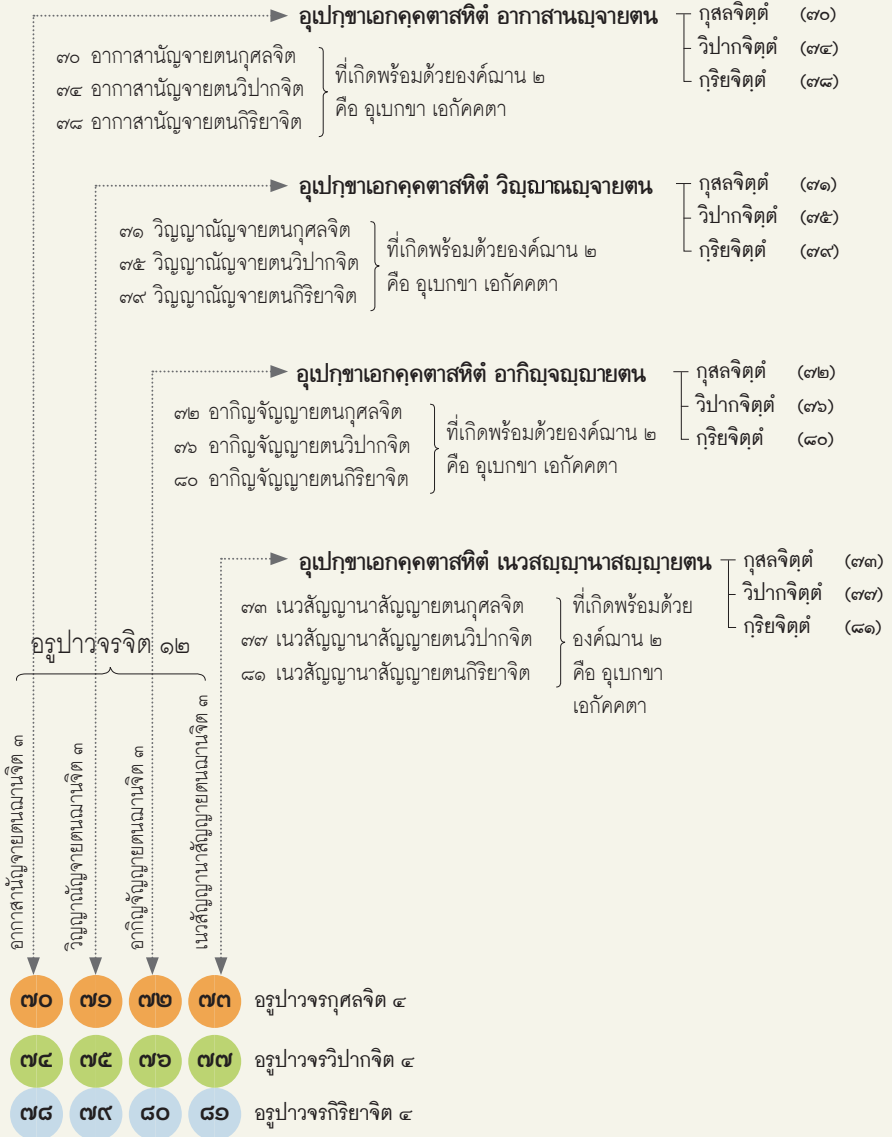 อุเปกฺขาเอกคฺคตาสหิตํ อากาสานญฺจายตน
กุสลจิตฺตํ (๗๐)
วิปากจิตฺตํ (๗๔)
กฺริยจิตฺตํ (๗๘)
๗๐ อากาสานัญจายตนกุศลจิต
๗๔ อากาสานัญจายตนวิปากจิต
๗๘ อากาสานัญจายตนกิริยาจิต
ที่เกิดพร้อมด้วยองค์ฌาน ๒
คือ อุเบกขา เอกัคคตา
อุเปกฺขาเอกคฺคตาสหิตํ วิญฺญาณญฺจายตน
กุสลจิตฺตํ (๗๑)
วิปากจิตฺตํ (๗๕)
กฺริยจิตฺตํ (๗๙)
๗๑ วิญญาณัญจายตนกุศลจิต
๗๕ วิญญาณัญจายตนวิปากจิต
๗๙ วิญญาณัญจายตนกิริยาจิต
ที่เกิดพร้อมด้วยองค์ฌาน ๒
คือ อุเบกขา เอกัคคตา
อุเปกฺขาเอกคฺคตาสหิตํ อากิญฺจญฺญายตน
กุสลจิตฺตํ (๗๒)
วิปากจิตฺตํ (๗๖)
กฺริยจิตฺตํ (๘๐)
๗๒ อากิญจัญญายตนกุศลจิต
๗๖ อากิญจัญญายตนวิปากจิต
๘๐ อากิญจัญญายตนกิริยาจิต
ที่เกิดพร้อมด้วยองค์ฌาน ๒
คือ อุเบกขา เอกัคคตา
อุเปกฺขาเอกคฺคตาสหิตํ เนวสญฺญานาสญฺญายตน
กุสลจิตฺตํ (๗๓)
วิปากจิตฺตํ (๗๗)
กฺริยจิตฺตํ (๘๑)
๗๓ เนวสัญญานาสัญญายตนกุศลจิต
๗๗ เนวสัญญานาสัญญายตนวิปากจิต
๘๑ เนวสัญญานาสัญญายตนกิริยาจิต
ที่เกิดพร้อมด้วย
องค์ฌาน ๒
คือ อุเบกขา
เอกัคคตา
อรูปาวจรจิต ๑๒
อากาสานัญจายตนฌานจิต ๓
วิญญาณัญจายตนฌานจิต ๓
อากิญจัญญายตนฌานจิต ๓
เนวสัญญานาสัญญายตนฌานจิต ๓
๗๐ ๗๑ ๗๒ ๗๓ อรูปาวจรกุศลจิต ๔
๗๔ ๗๕ ๗๖ ๗๗ อรูปาวจรวิปากจิต ๔
๗๘ ๗๙ ๘๐ ๘๑ อรูปาวจรกิริยาจิต ๔